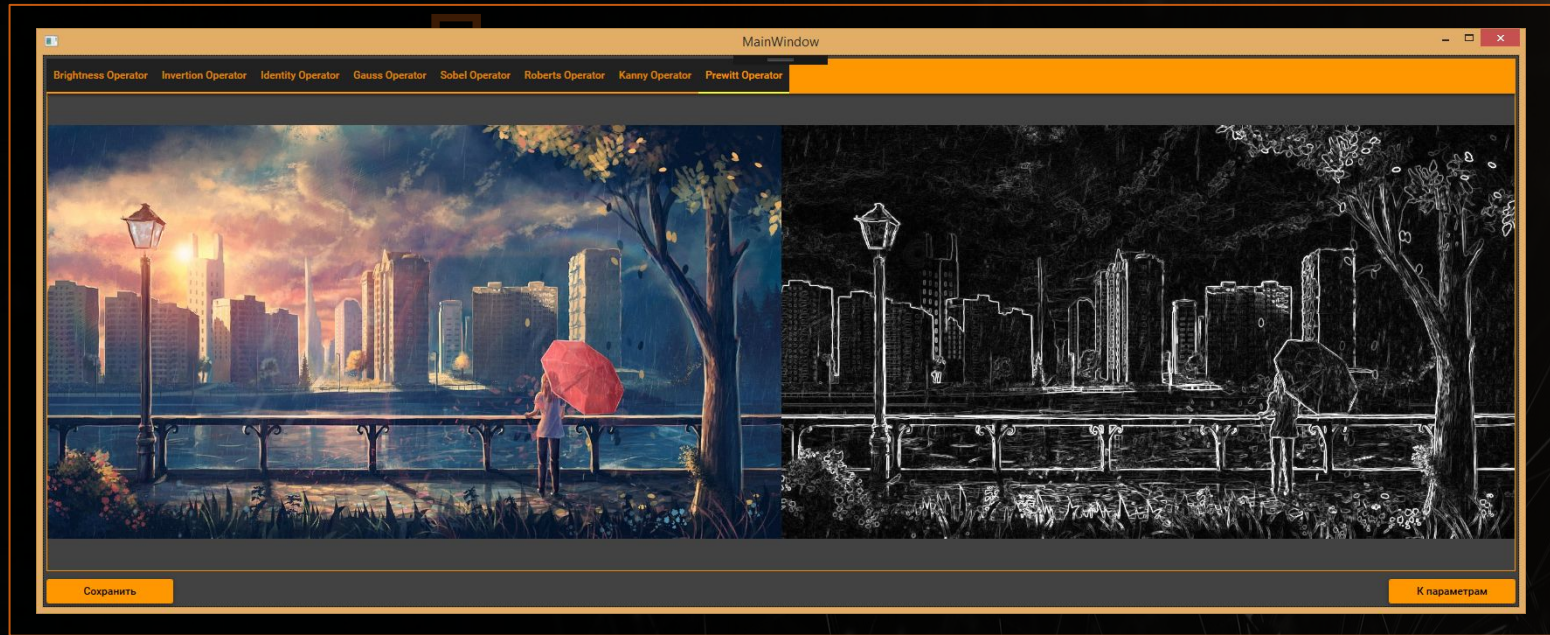 MainWindow
Brightness Operator Invertion Operator Identity Operator Gauss Operator Sobel Operator Roberts Operator Kanny Operator Prewitt Operator
Сохранить К параметрам